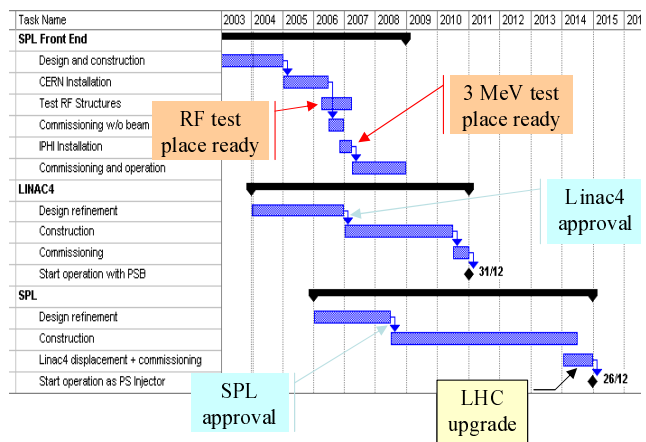 Task Name 2003 2004 2005 2006 2007 2008 2009 2010 2011 2012 2013 2014 2015 201
SPL Front End
Design and construction
CERN Installation
Test RF Structures
Commissioning w/o beam
IPHI Installation
Commissioning and operation
RF test
place ready
3 MeV test
place ready
LINAC4
Design refinement
Construction
Commissioning
Start operation with PSB
31/12
Linac4
approval
SPL
Design refinement
Construction
Linac4 displacement + commissioning
Start operation as PS Injector
26/12
SPL
approval
LHC
upgrade